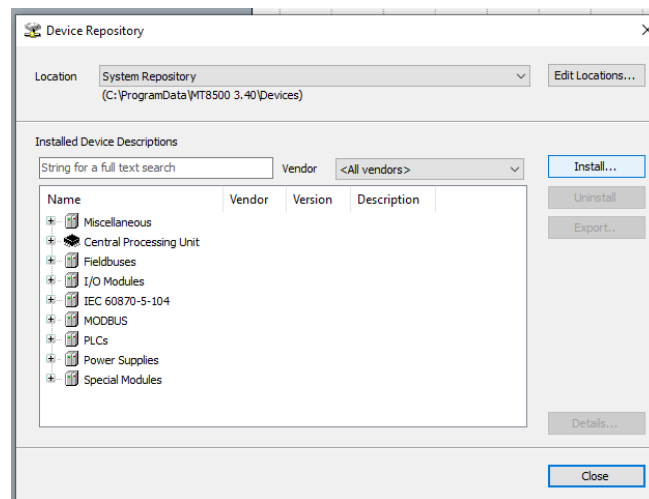 Device Repository
Location System Repository Edit Locations...
(C:\ProgramData\MT8500 3.40\Devices)
Installed Device Descriptions
String for a full text search Vendor <All vendors> Install...
Name Vendor Version Description Uninstall
Miscellaneous
Central Processing Unit Export..
Fieldbuses
I/O Modules
IEC 60870-5-104
MODBUS
PLCs
Power Supplies
Special Modules
Details...
Close